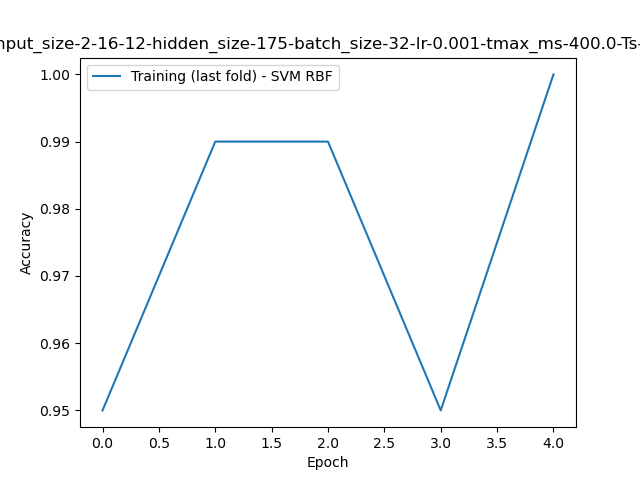 nput_size-2-16-12-hidden_size-175-batch_size-32-lr-0.001-tmax_ms-400.0-Ts-
Training (last fold) - SVM RBF
1.00
0.99
0.98
0.97
0.96
0.95
Accuracy
0.0 0.5 1.0 1.5 2.0 2.5 3.0 3.5 4.0
Epoch